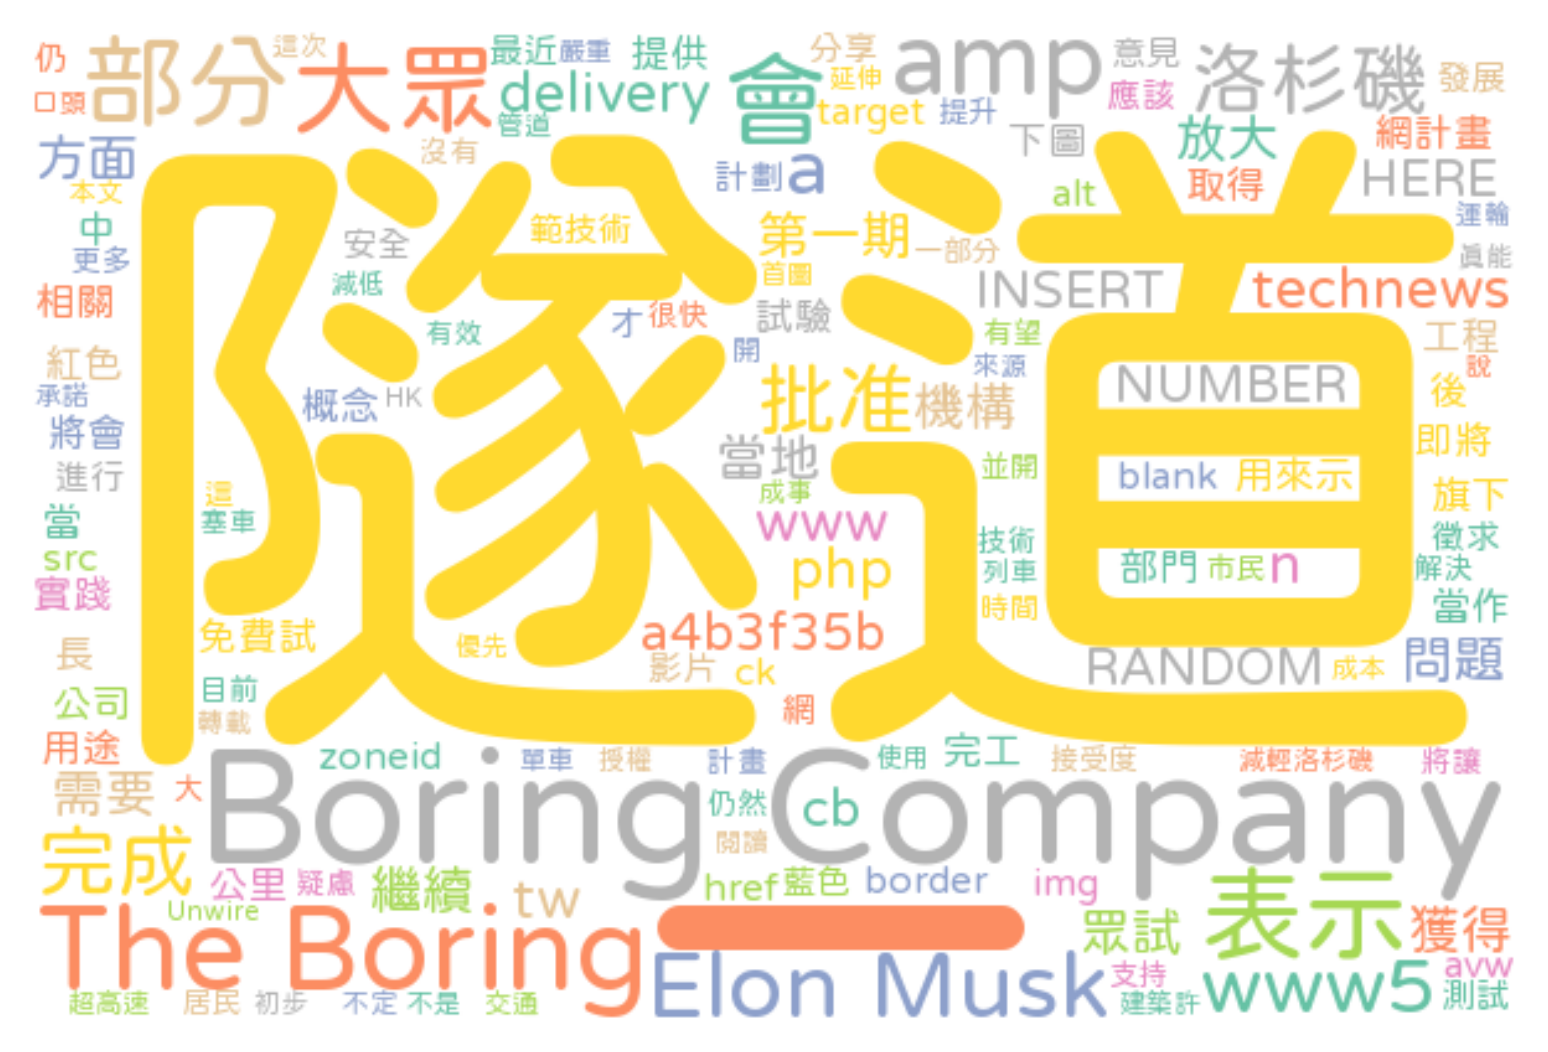 仍 部分 這次 大眾 最近 嚴重 提供 會 分享 amp 意見 洛杉磯 發展
口頭 delivery 延伸 target 提升 應該
方面 管道 沒有 計劃 a 下圖 放大 網計畫
本文 alt 取得 HERE
中 安全 範技術 第一期 一部分 運輸
更多 減低 首圖 INSERT technews 真能
相關 有效 才 很快 試驗 有望 工程
紅色 開 來源 說
承諾 概念 HK 批准 機構 NUMBER 後
將會 當地 即將
進行 隧道 並開 blank 用來示 旗下
這 成事
當 塞車 www 技術 徵求
src php 列車 部門 市民 n 解決
實踐 時間 當作
長 免費試 優先 a4b3f35b
影片 ck RANDOM 成本 問題
公司 目前 網
用途 轉載
zoneid 單車 授權 計畫 使用 完工 接受度 減輕洛杉磯 將讓
需要 大 Boring Company 仍然 cb
完成 閱讀
公里 疑慮 繼續 tw href 藍色 border img 表示
The Boring Unwire ー 眾試 獲得
Elon Musk 支持 www5 avw
超高速 居民 初步 不定 不是 交通 建築許 測試